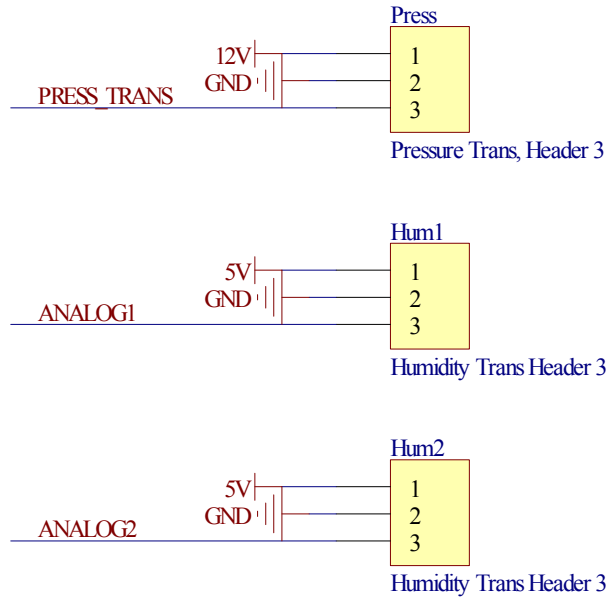 Press
12V 1
GND 2
PRESS_TRANS 3
Pressure Trans, Header 3
Hum1
5V 1
GND 2
ANALOG1 3
Humidity Trans Header 3
Hum2
5V 1
GND 2
ANALOG2 3
Humidity Trans Header 3